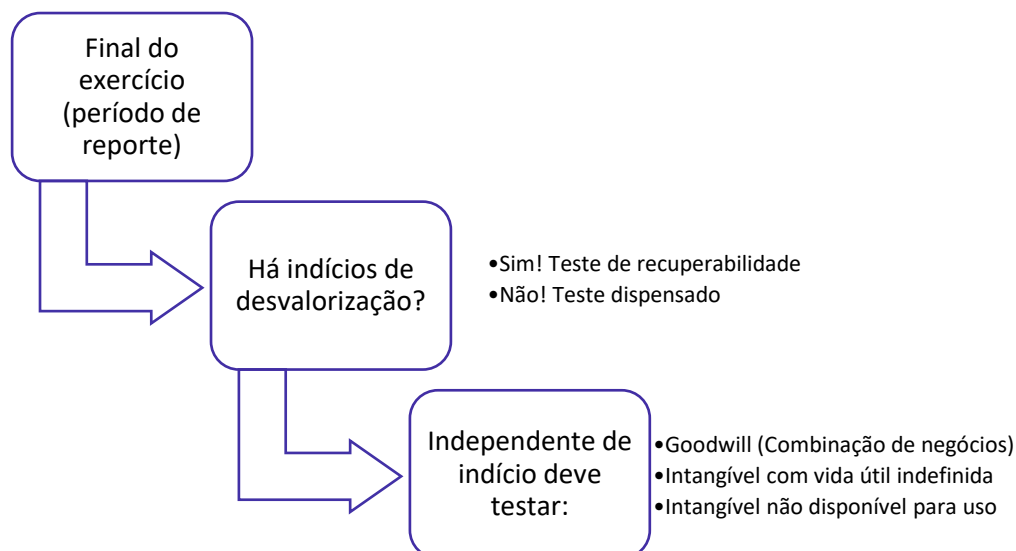 Final do
exercício
(período de
reporte)
Há indícios de
desvalorização?
•Sim! Teste de recuperabilidade
•Não! Teste dispensado
Independente de
indício deve
testar:
•Goodwill (Combinação de negócios)
•Intangível com vida útil indefinida
•Intangível não disponível para uso